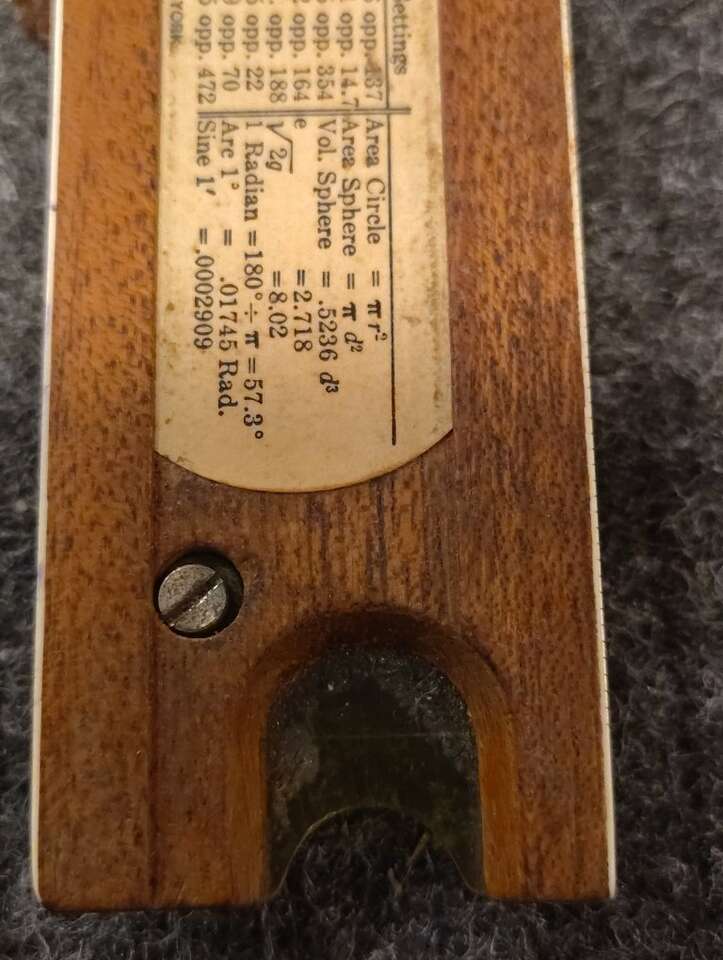 Settings
opp. Area Circle = π r²
opp. 14.7 Area Sphere = π d²
opp. 354 Vol. Sphere = .5236 d³
opp. 164 e =2.718
opp. 188 √2g =8.02
opp. 22 1 Radian =180° ÷ π =57.3°
opp. 70 Arc 1° = .01745 Rad.
opp. 472 Sine 1′ =.0002909
YORK